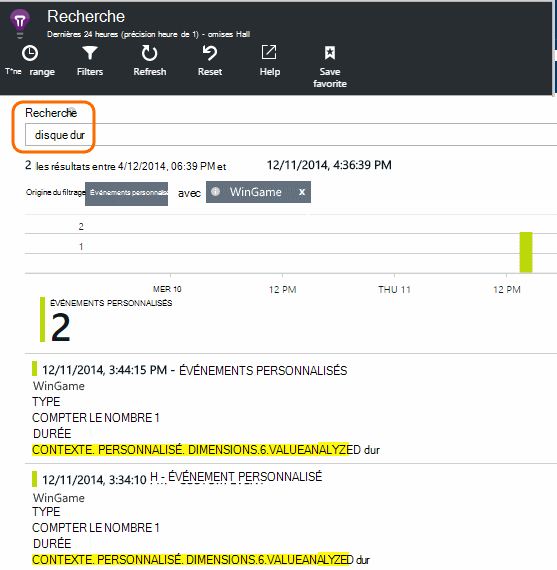 Recherche
Dernières 24 heures (précision heure de 1) - omises Hall
range Filters Refresh Reset Help Save favorite
Recherche
disque dur
2 les résultats entre 4/12/2014, 06:39 PM et 12/11/2014, 4:36:39 PM
Origine du filtrage Événements personnalisés avec WinGame x
2
1
MER 10 12 PM THU 11 12 PM
ÉVÉNEMENTS PERSONNALISÉS
2
12/11/2014, 3:44:15 PM - ÉVÉNEMENTS PERSONNALISÉS
WinGame
TYPE
COMPTER LE NOMBRE 1
DURÉE
CONTEXTE. PERSONNALISÉ. DIMENSIONS.6.VALUEANALYZED dur
12/11/2014, 3:34:10 H - ÉVÉNEMENT PERSONNALISÉ
WinGame
TYPE
COMPTER LE NOMBRE 1
DURÉE
CONTEXTE. PERSONNALISÉ. DIMENSIONS.6.VALUEANALYZED dur